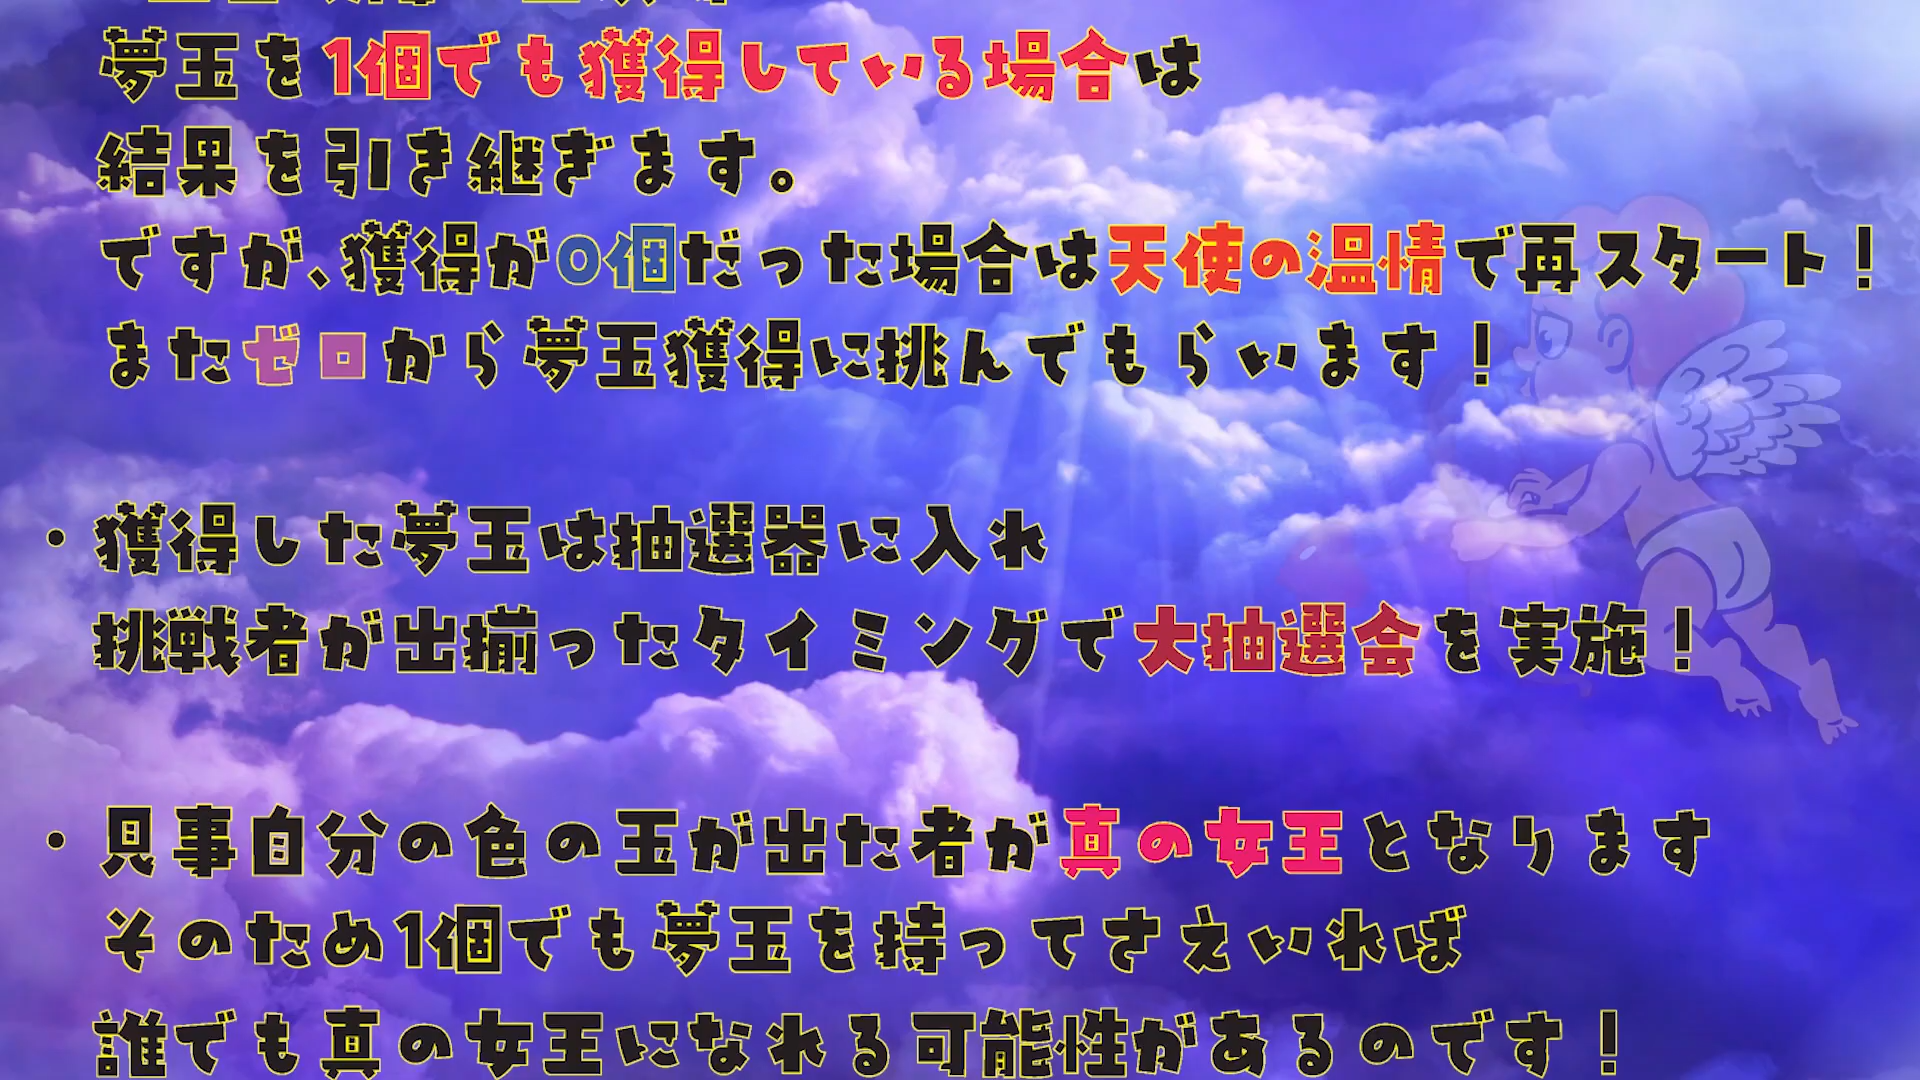 夢玉を1個でも獲得している場合は
結果を引き継ぎます。
ですが、獲得が0個だった場合は天使の温情で再スタート！
またゼロから夢玉獲得に挑んでもらいます！
・獲得した夢玉は抽選器に入れ
挑戦者が出揃ったタイミングで大抽選会を実施！
・見事自分の色の玉が出た者が真の女王となります
そのため1個でも夢玉を持ってさえいれば
誰でも真の女王になれる可能性があるのです！